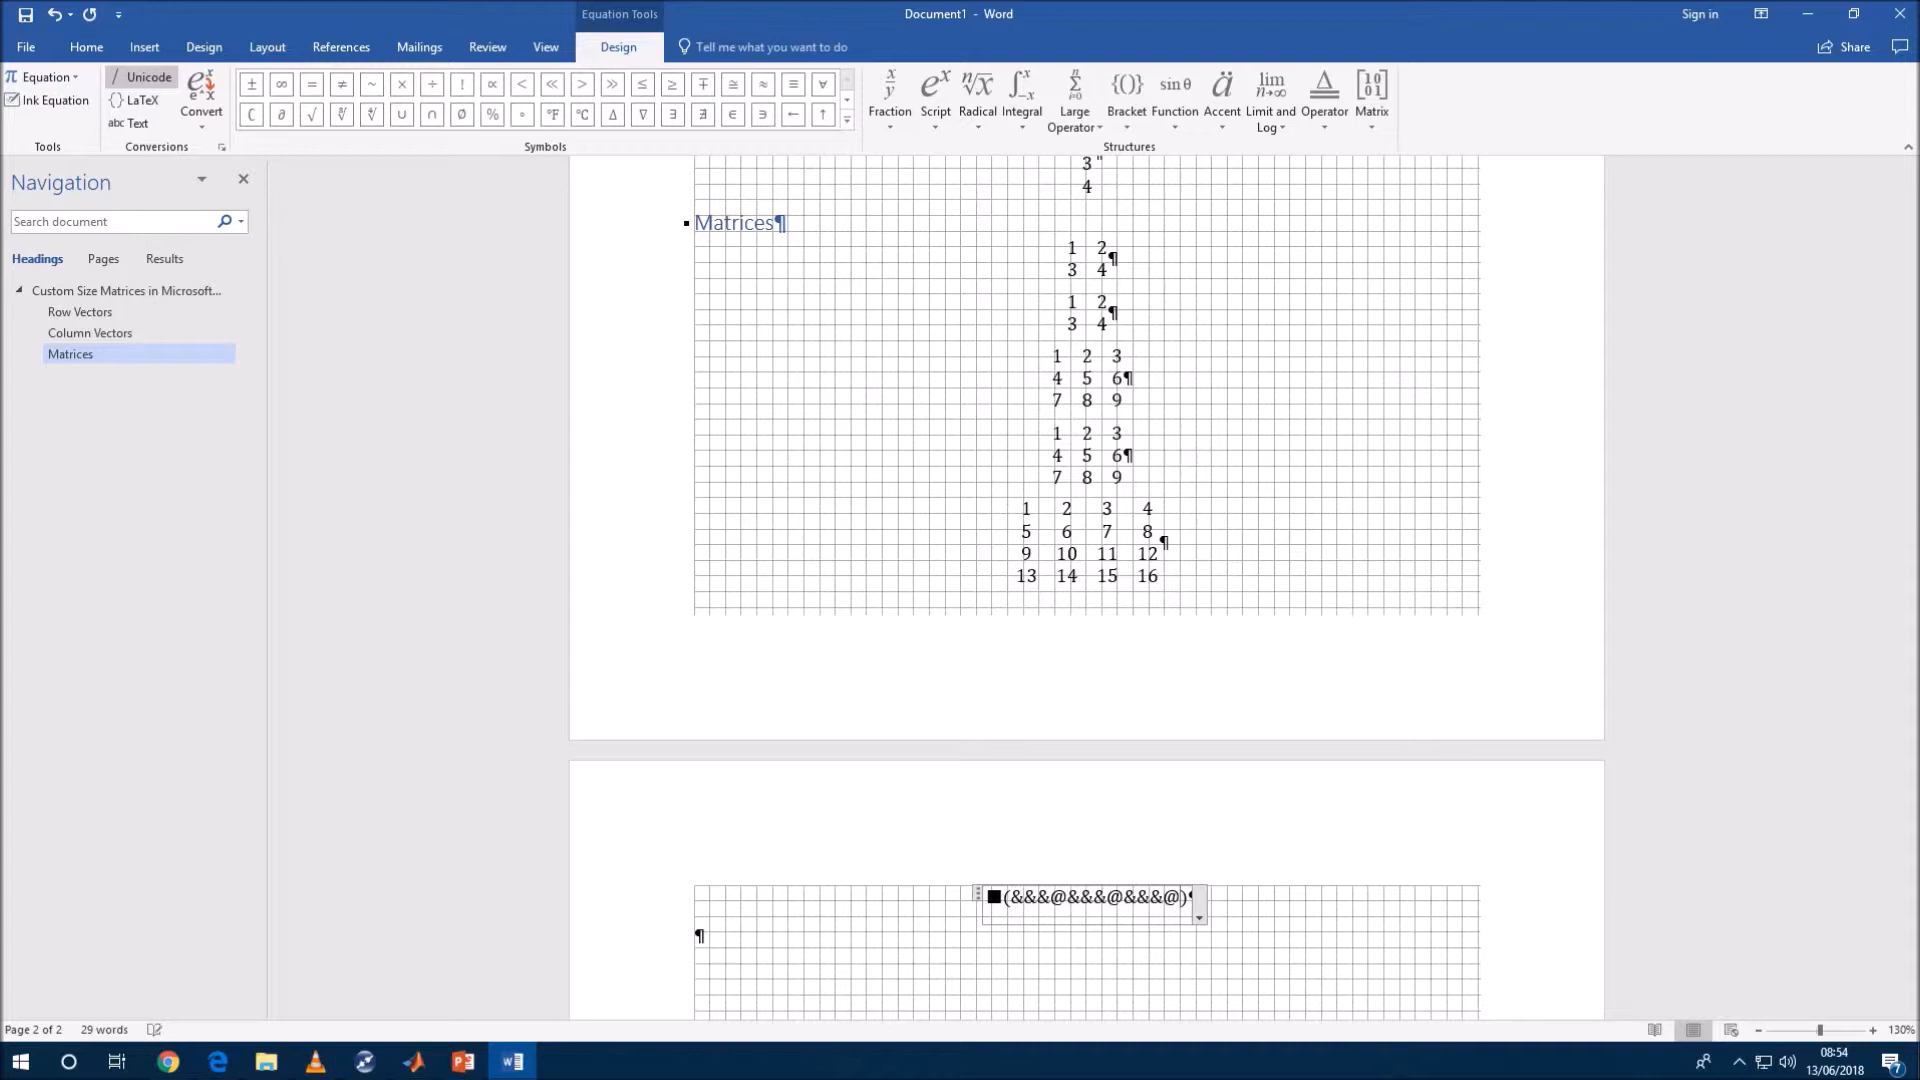 Equation Tools
Document1 - Word
Sign in
File
Home
Insert
Design
Layout
References
Mailings
Review
View
Design
Tell me what you want to do
Share
π Equation
Unicode
Ink Equation
{} LaTeX
abc Text
Convert
± ∞ = ≠ ~ × ÷ ! ∝ < ≪ > ≫ ≤ ≥ ∓ ≅ ≈ ≡ ∀
∁ ∂ √ ∛ ∜ ∪ ∩ ∅ % ° °F °C ∆ ∇ ∃ ∄ ∈ ∋ ← ↑
Fraction
Script
Radical
Integral
Large Operator
Bracket
Function
Accent
Limit and Log
Operator
Matrix
Tools
Conversions
Symbols
Structures
Navigation
Search document
Headings
Pages
Results
Custom Size Matrices in Microsoft...
Row Vectors
Column Vectors
Matrices
3 "
4
Matrices¶
1 2
3 4¶
1 2
3 4¶
1 2 3
4 5 6¶
7 8 9
1 2 3
4 5 6¶
7 8 9
1 2 3 4
5 6 7 8
9 10 11 12¶
13 14 15 16
■(&&&@&&&@&&&@)
¶
Page 2 of 2
29 words
130%
08:54
13/06/2018
7